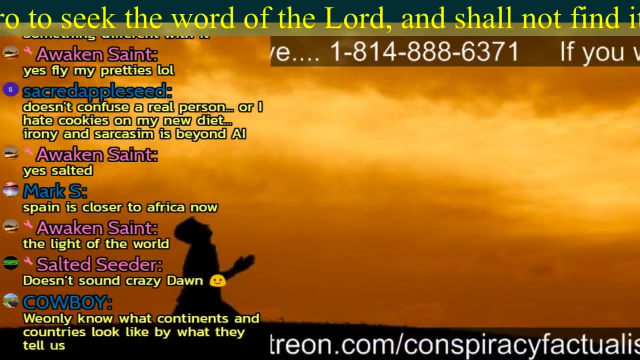 ro to seek the word of the Lord, and shall not find i
Something different with it
ve.... 1-814-888-6371 If you w
Awaken Saint:
yes fly my pretties lol
sacredappleseed:
doesn't confuse a real person... or I
hate cookies on my new diet...
irony and sarcasim is beyond AI
Awaken Saint:
yes salted
Mark S:
spain is closer to africa now
Awaken Saint:
the light of the world
Salted Seeder:
Doesn't sound crazy Dawn 🙂
COWBOY:
Weonly know what continents and
countries look like by what they
tell us
treon.com/conspiracyfactualis